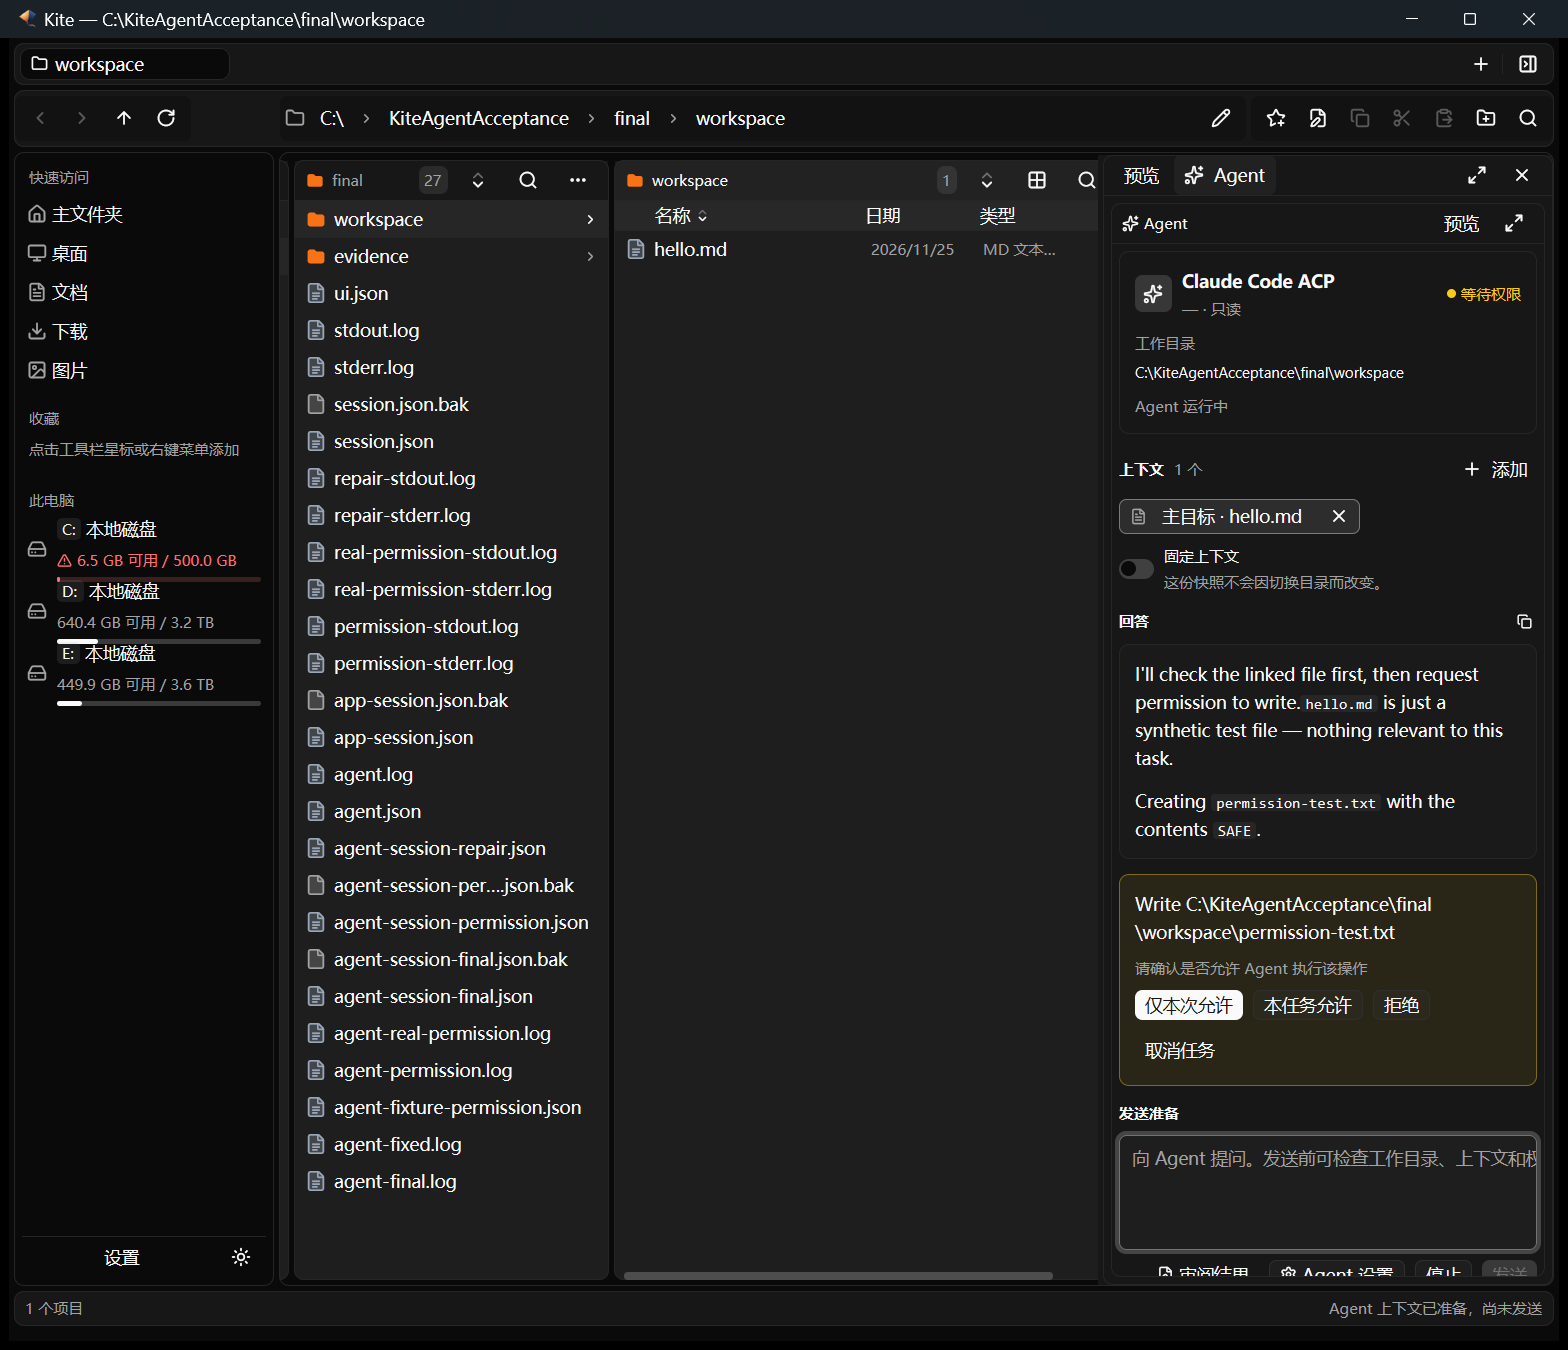 Kite — C:\KiteAgentAcceptance\final\workspace
workspace
C:\ › KiteAgentAcceptance › final › workspace
快速访问
主文件夹
桌面
文档
下载
图片
收藏
点击工具栏星标或右键菜单添加
此电脑
C: 本地磁盘
6.5 GB 可用 / 500.0 GB
D: 本地磁盘
640.4 GB 可用 / 3.2 TB
E: 本地磁盘
449.9 GB 可用 / 3.6 TB
设置
final 27
workspace
evidence
ui.json
stdout.log
stderr.log
session.json.bak
session.json
repair-stdout.log
repair-stderr.log
real-permission-stdout.log
real-permission-stderr.log
permission-stdout.log
permission-stderr.log
app-session.json.bak
app-session.json
agent.log
agent.json
agent-session-repair.json
agent-session-per....json.bak
agent-session-permission.json
agent-session-final.json.bak
agent-session-final.json
agent-real-permission.log
agent-permission.log
agent-fixture-permission.json
agent-fixed.log
agent-final.log
workspace 1
名称 日期 类型
hello.md 2026/11/25 MD 文本...
预览 Agent
Agent 预览
Claude Code ACP
— · 只读
等待权限
工作目录
C:\KiteAgentAcceptance\final\workspace
Agent 运行中
上下文 1 个 添加
主目标 · hello.md
固定上下文
这份快照不会因切换目录而改变。
回答
I'll check the linked file first, then request
permission to write. hello.md is just a
synthetic test file — nothing relevant to this
task.
Creating permission-test.txt with the
contents SAFE.
Write C:\KiteAgentAcceptance\final
\workspace\permission-test.txt
请确认是否允许 Agent 执行该操作
仅本次允许 本任务允许 拒绝
取消任务
发送准备
向 Agent 提问。发送前可检查工作目录、上下文和权
审阅结果 Agent 设置 停止 发送
1 个项目
Agent 上下文已准备，尚未发送